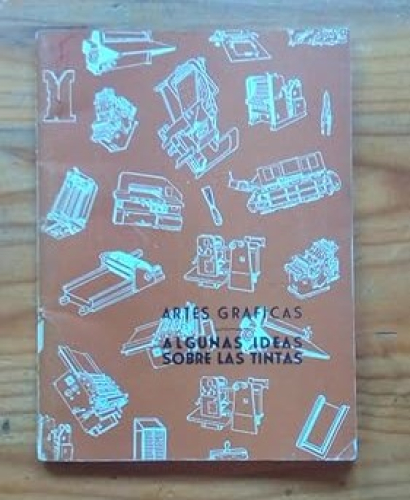 ARTES GRAFICAS
ALGUNAS IDEAS
SOBRE LAS TINTAS